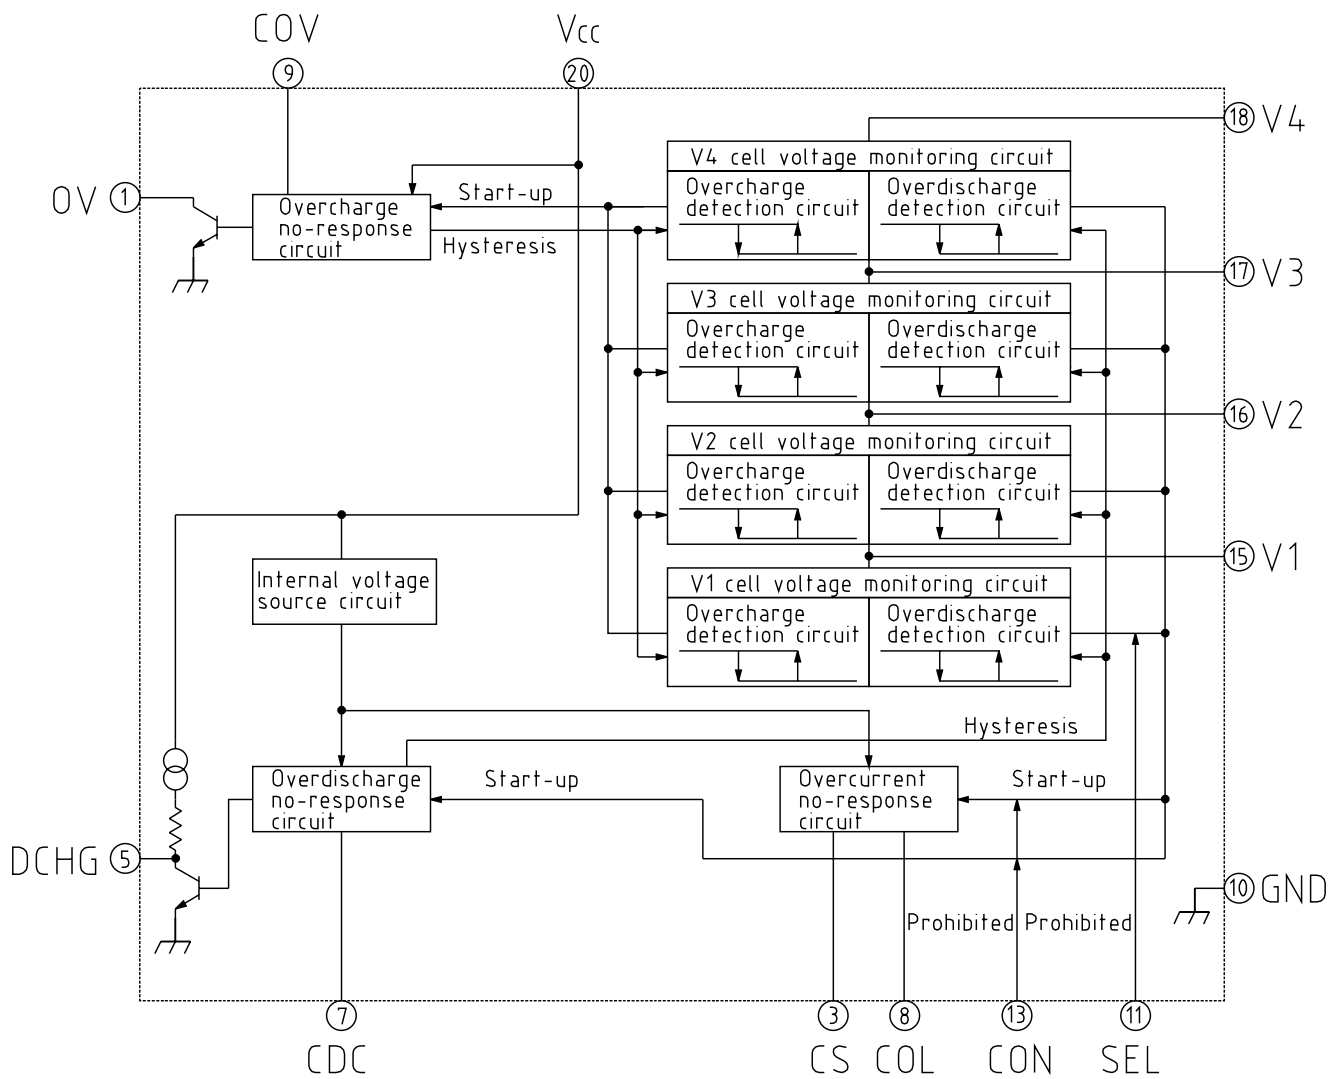 COV
Vcc
9
20
18 V4
V4 cell voltage monitoring circuit
OV 1
Overcharge
no-response
circuit
Start-up
Hysteresis
Overcharge
detection circuit
Overdischarge
detection circuit
17 V3
V3 cell voltage monitoring circuit
Overcharge
detection circuit
Overdischarge
detection circuit
16 V2
V2 cell voltage monitoring circuit
Overcharge
detection circuit
Overdischarge
detection circuit
15 V1
V1 cell voltage monitoring circuit
Overcharge
detection circuit
Overdischarge
detection circuit
Internal voltage
source circuit
Hysteresis
Overdischarge
no-response
circuit
Start-up
Overcurrent
no-response
circuit
Start-up
DCHG 5
10 GND
Prohibited
Prohibited
7
3
8
13
11
CDC
CS
COL
CON
SEL